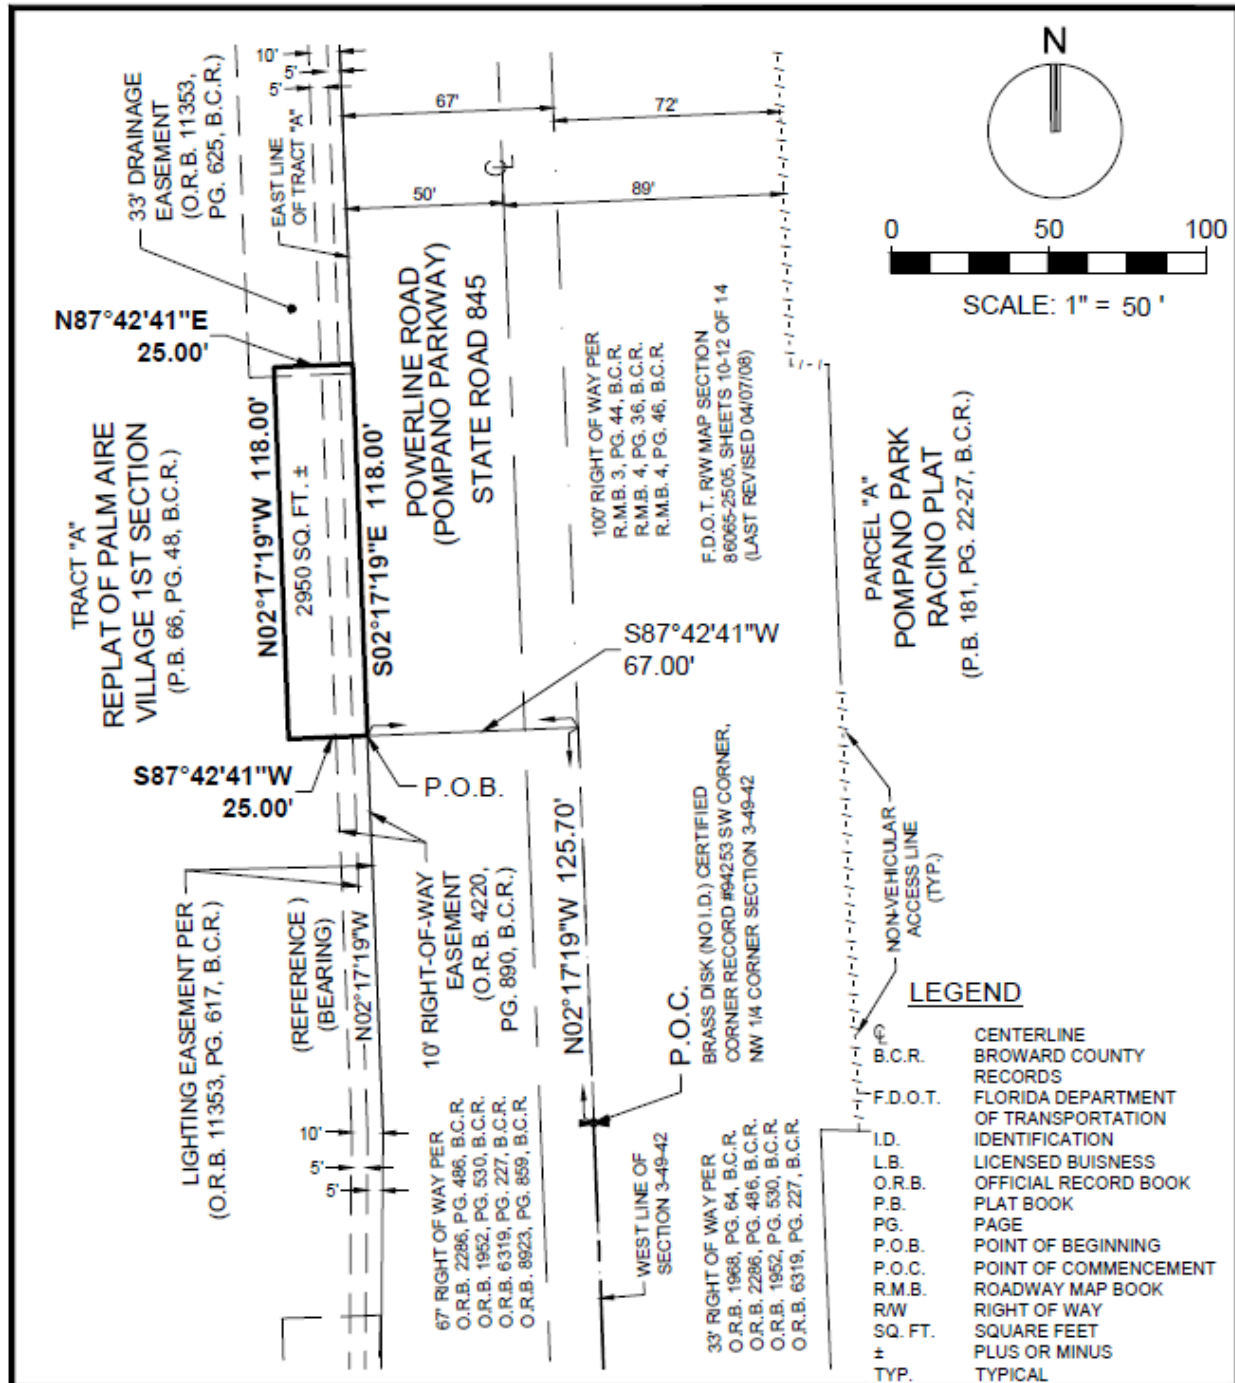 10'
5'
5'
33' DRAINAGE
EASEMENT
(O.R.B. 11353,
PG. 625, B.C.R.)
EAST LINE
OF TRACT "A"
67'
72'
50'
89'
N
0 50 100
SCALE: 1" = 50 '
N87°42'41"E
25.00'
TRACT "A"
REPLAT OF PALM AIRE
VILLAGE 1ST SECTION
(P.B. 66, PG. 48, B.C.R.)
N02°17'19"W 118.00'
2950 SQ. FT. ±
S02°17'19"E 118.00'
POWERLINE ROAD
(POMPANO PARKWAY)
STATE ROAD 845
100' RIGHT OF WAY PER
R.M.B. 3, PG. 44, B.C.R.
R.M.B. 4, PG. 36, B.C.R.
R.M.B. 4, PG. 46, B.C.R.
F.D.O.T. R/W MAP SECTION
86065-2505, SHEETS 10-12 OF 14
(LAST REVISED 04/07/08)
PARCEL "A"
POMPANO PARK
RACINO PLAT
(P.B. 181, PG. 22-27, B.C.R.)
S87°42'41"W
67.00'
S87°42'41"W
25.00'
P.O.B.
LIGHTING EASEMENT PER
(O.R.B. 11353, PG. 617, B.C.R.)
(REFERENCE )
(BEARING)
N02°17'19"W
10' RIGHT-OF-WAY
EASEMENT
(O.R.B. 4220,
PG. 890, B.C.R.)
N02°17'19"W 125.70'
P.O.C.
BRASS DISK (NO I.D.) CERTIFIED
CORNER RECORD #94253 SW CORNER,
NW 1/4 CORNER SECTION 3-49-42
NON-VEHICULAR
ACCESS LINE
(TYP.)
10'
5'
5'
67' RIGHT OF WAY PER
O.R.B. 2286, PG. 486, B.C.R.
O.R.B. 1952, PG. 530, B.C.R.
O.R.B. 6319, PG. 227, B.C.R.
O.R.B. 8923, PG. 859, B.C.R.
WEST LINE OF
SECTION 3-49-42
33' RIGHT OF WAY PER
O.R.B. 1968, PG. 64, B.C.R.
O.R.B. 2286, PG. 486, B.C.R.
O.R.B. 1952, PG. 530, B.C.R.
O.R.B. 6319, PG. 227, B.C.R.
LEGEND
℄ CENTERLINE
B.C.R. BROWARD COUNTY
RECORDS
F.D.O.T. FLORIDA DEPARTMENT
OF TRANSPORTATION
I.D. IDENTIFICATION
L.B. LICENSED BUISNESS
O.R.B. OFFICIAL RECORD BOOK
P.B. PLAT BOOK
PG. PAGE
P.O.B. POINT OF BEGINNING
P.O.C. POINT OF COMMENCEMENT
R.M.B. ROADWAY MAP BOOK
R/W RIGHT OF WAY
SQ. FT. SQUARE FEET
± PLUS OR MINUS
TYP. TYPICAL